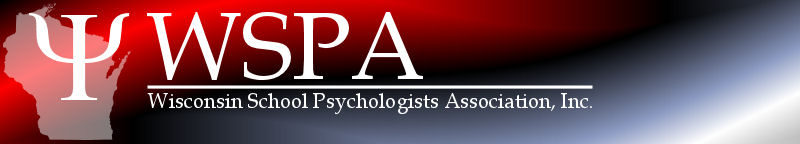 Ψ WSPA
Wisconsin School Psychologists Association, Inc.